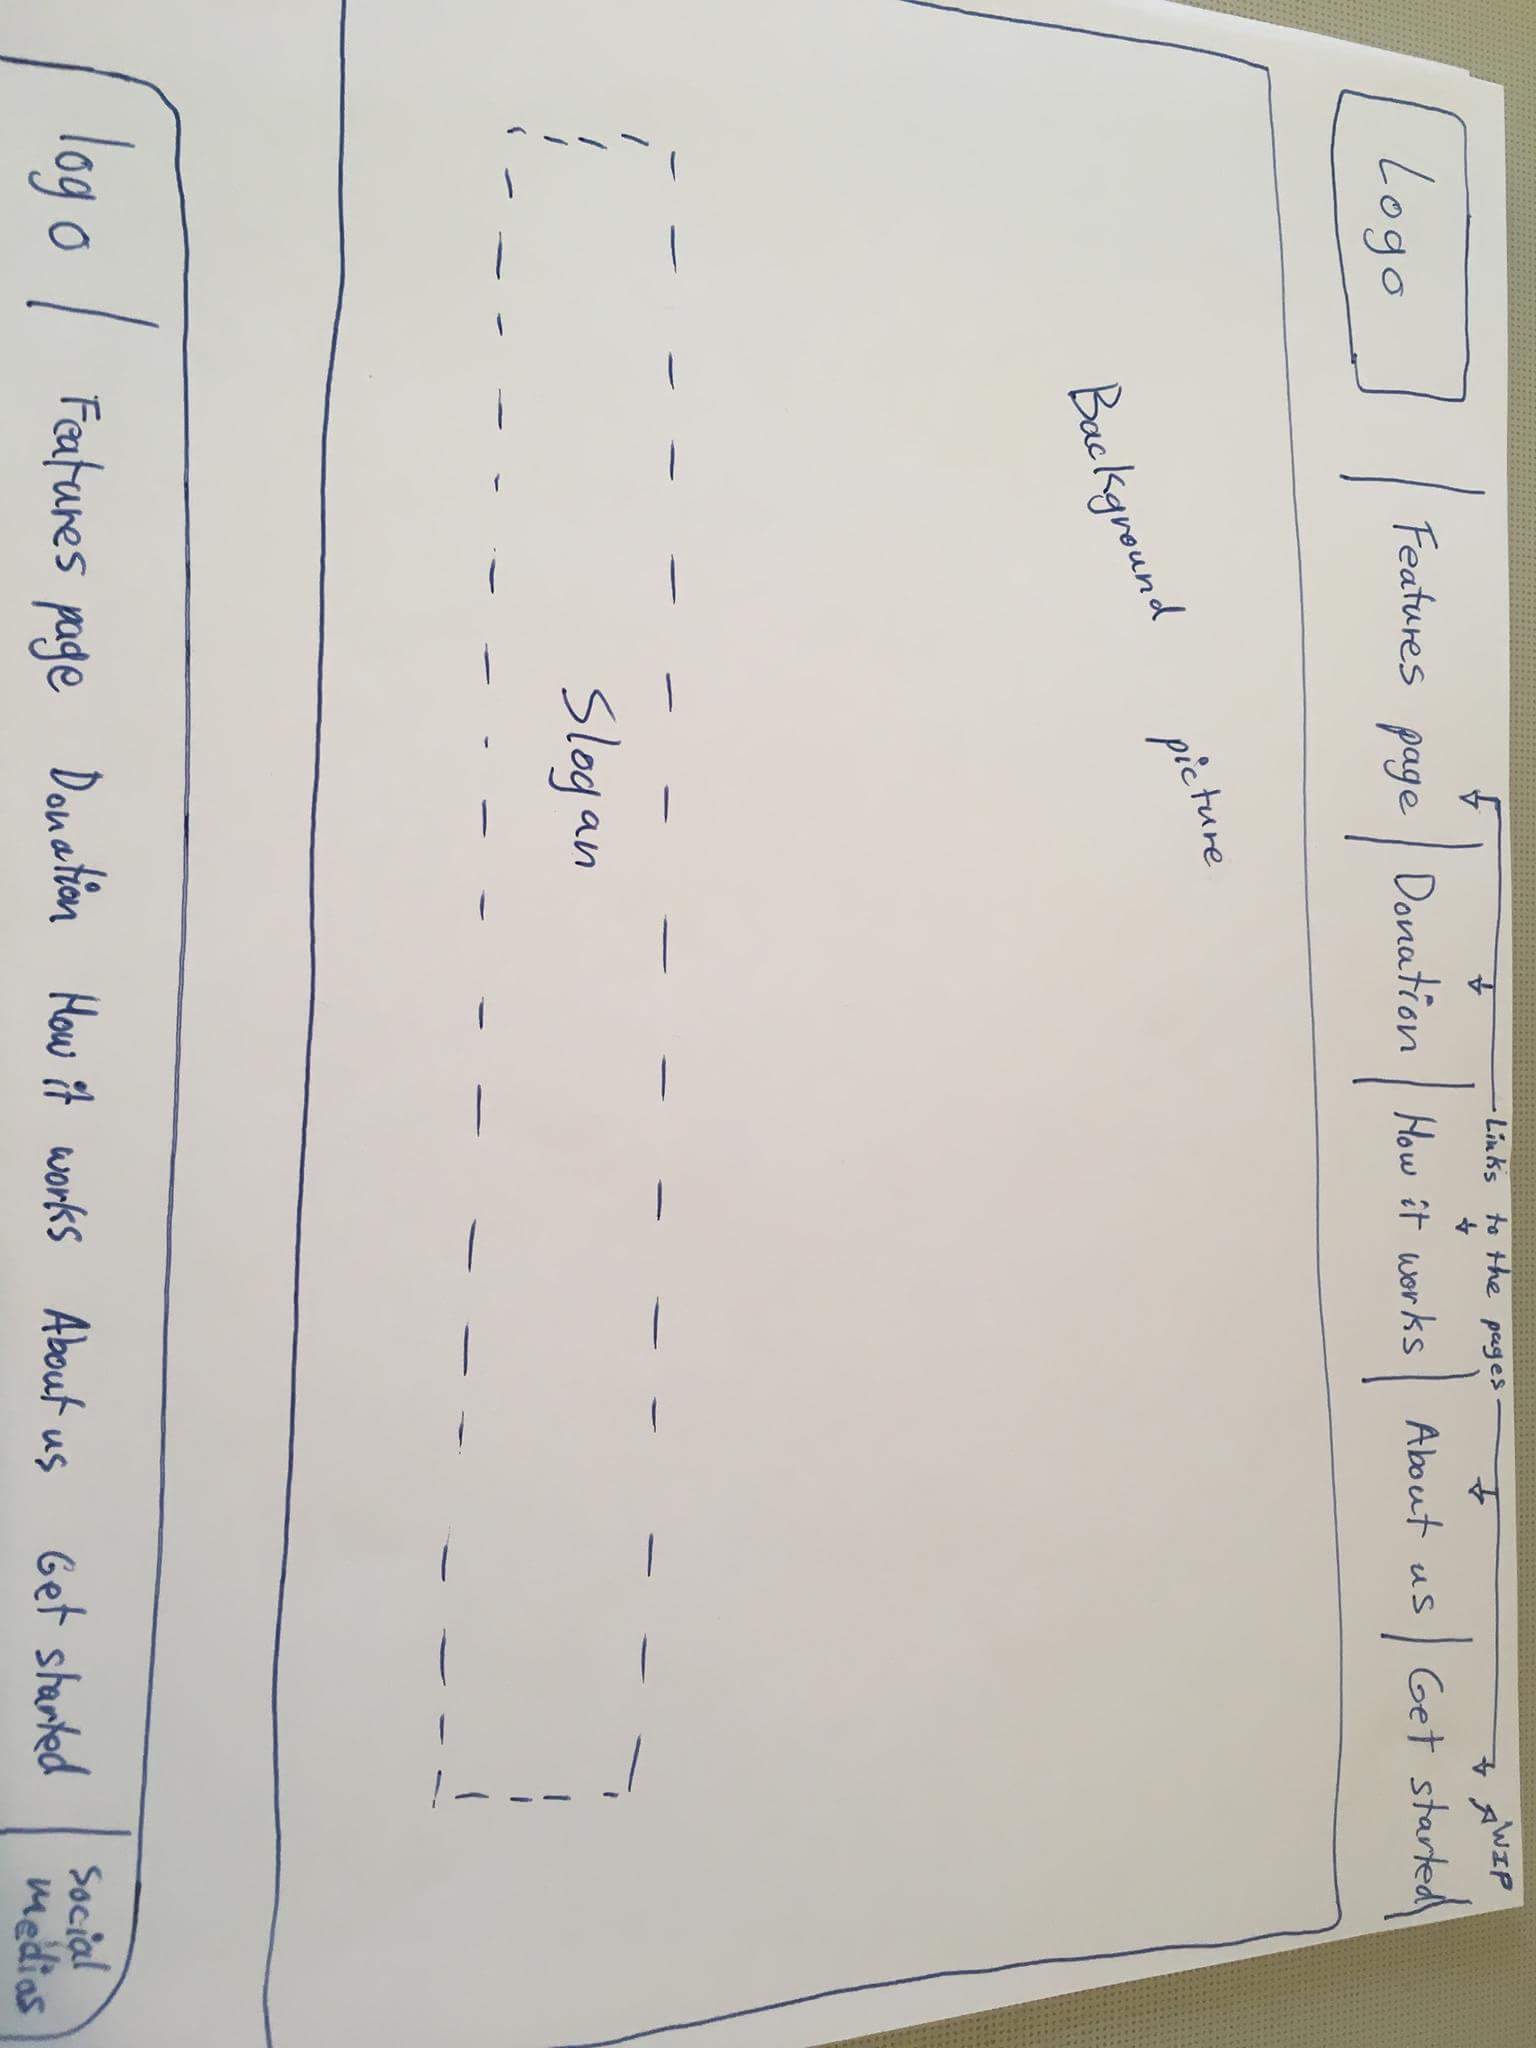 Links to the pages
WIP
Logo | Features page | Donation | How it works | About us | Get started |
Background picture
Slogan
logo | Features page Donation How it works About us Get started | Social
medias